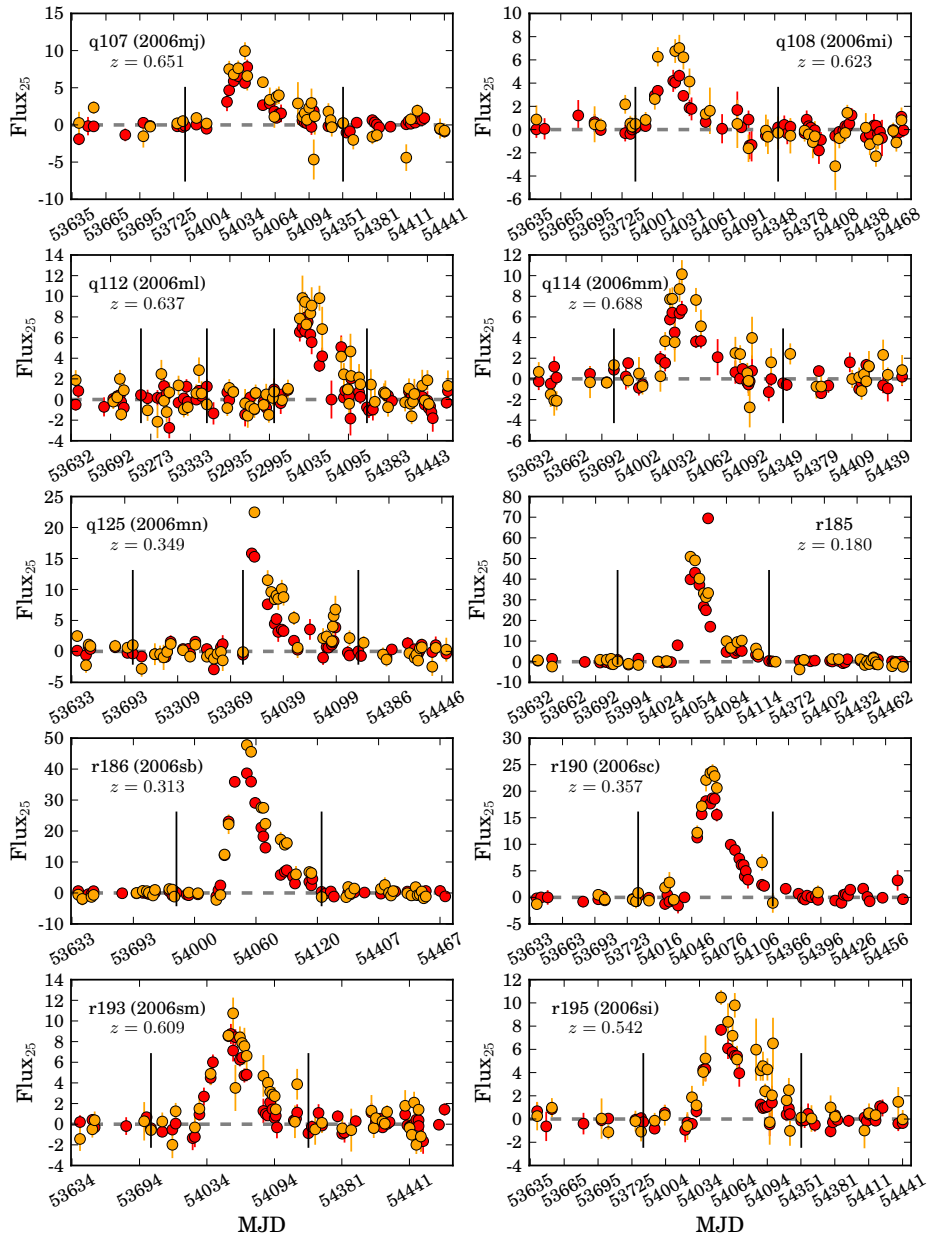 q107 (2006mj)
z = 0.651
Flux25
15
10
5
0
−5
−10
53635 53665 53695 53725 54004 54034 54064 54094 54351 54381 54411 54441
q108 (2006mi)
z = 0.623
Flux25
10
8
6
4
2
0
−2
−4
−6
53635 53665 53695 53725 54001 54031 54061 54091 54348 54378 54408 54438 54468
q112 (2006ml)
z = 0.637
Flux25
12
10
8
6
4
2
0
−2
−4
53632 53692 53273 53333 52935 52995 54035 54095 54383 54443
q114 (2006mm)
z = 0.688
Flux25
12
10
8
6
4
2
0
−2
−4
−6
53632 53662 53692 54002 54032 54062 54092 54349 54379 54409 54439
q125 (2006mn)
z = 0.349
Flux25
25
20
15
10
5
0
−5
53633 53693 53309 53369 54039 54099 54386 54446
r185
z = 0.180
Flux25
80
70
60
50
40
30
20
10
0
−10
53632 53662 53692 53994 54024 54054 54084 54114 54372 54402 54432 54462
r186 (2006sb)
z = 0.313
Flux25
50
40
30
20
10
0
−10
53633 53693 54000 54060 54120 54407 54467
r190 (2006sc)
z = 0.357
Flux25
30
25
20
15
10
5
0
−5
53633 53663 53693 53723 54016 54046 54076 54106 54366 54396 54426 54456
r193 (2006sm)
z = 0.609
Flux25
14
12
10
8
6
4
2
0
−2
−4
53634 53694 54034 54094 54381 54441
MJD
r195 (2006si)
z = 0.542
Flux25
12
10
8
6
4
2
0
−2
−4
53635 53665 53695 53725 54004 54034 54064 54094 54351 54381 54411 54441
MJD